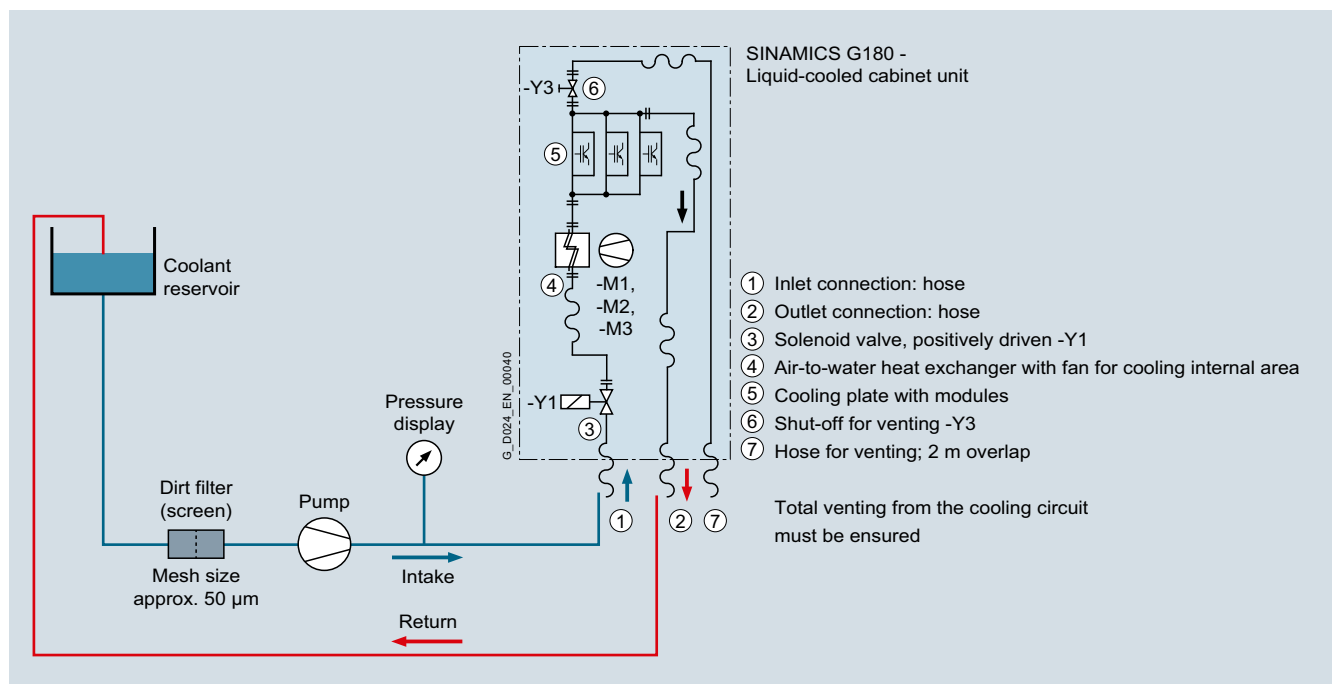 SINAMICS G180 -
Liquid-cooled cabinet unit
-Y3
6
5
4
-M1,
-M2,
-M3
-Y1
3
G_D024_EN_00040
Coolant
reservoir
Pressure
display
Dirt filter
(screen)
Pump
Mesh size
approx. 50 µm
Intake
Return
1
2
7
1 Inlet connection: hose
2 Outlet connection: hose
3 Solenoid valve, positively driven -Y1
4 Air-to-water heat exchanger with fan for cooling internal area
5 Cooling plate with modules
6 Shut-off for venting -Y3
7 Hose for venting; 2 m overlap
Total venting from the cooling circuit
must be ensured